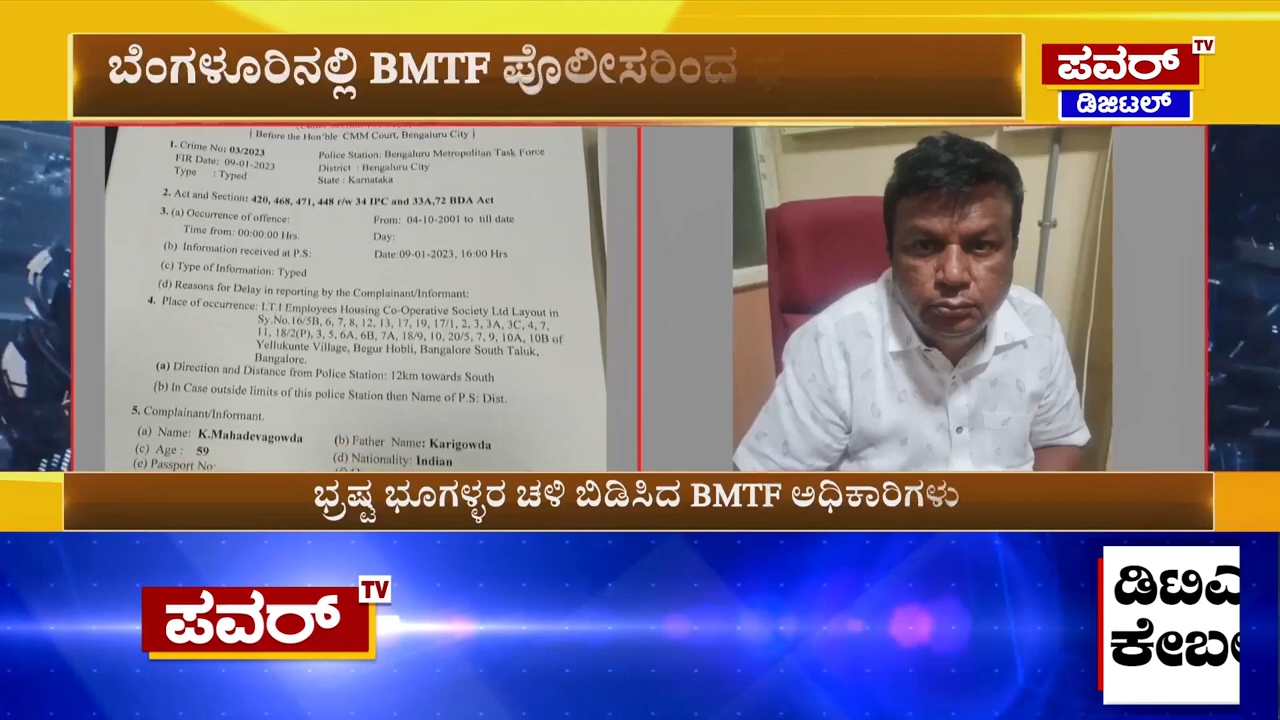 ಬೆಂಗಳೂರಿನಲ್ಲಿ BMTF ಪೊಲೀಸರಿಂದ
ಪವರ್ TV
ಡಿಜಿಟಲ್
( Before the Hon'ble CMM Court, Bengaluru City )
1. Crime No: 03/2023 Police Station: Bengaluru Metropolitan Task Force
FIR Date: 09-01-2023 District : Bengaluru City
Type : Typed State : Karnataka
2. Act and Section: 420, 468, 471, 448 r/w 34 IPC and 33A,72 BDA Act
3. (a) Occurrence of offence: From: 04-10-2001 to till date
Time from: 00:00:00 Hrs. Day:
(b) Information received at P.S: Date:09-01-2023, 16:00 Hrs
(c) Type of Information: Typed
(d) Reasons for Delay in reporting by the Complainant/Informant:
4. Place of occurrence: I.T.I Employees Housing Co-Operative Society Ltd Layout in
Sy.No.16/5B, 6, 7, 8, 12, 13, 17, 19, 17/1, 2, 3, 3A, 3C, 4, 7,
11, 18/2(P), 3, 5, 6A, 6B, 7A, 18/9, 10, 20/5, 7, 9, 10A, 10B of
Yellukunte Village, Begur Hobli, Bangalore South Taluk,
Bangalore.
(a) Direction and Distance from Police Station: 12km towards South
(b) In Case outside limits of this police Station then Name of P.S: Dist.
5. Complainant/Informant.
(a) Name: K.Mahadevagowda (b) Father Name: Karigowda
(c) Age : 59 (d) Nationality: Indian
(e) Passport No:
ಭ್ರಷ್ಟ ಭೂಗಳ್ಳರ ಚಳಿ ಬಿಡಿಸಿದ BMTF ಅಧಿಕಾರಿಗಳು
ಪವರ್ TV
ಡಿಟಿವಿ
ಕೇಬಲ